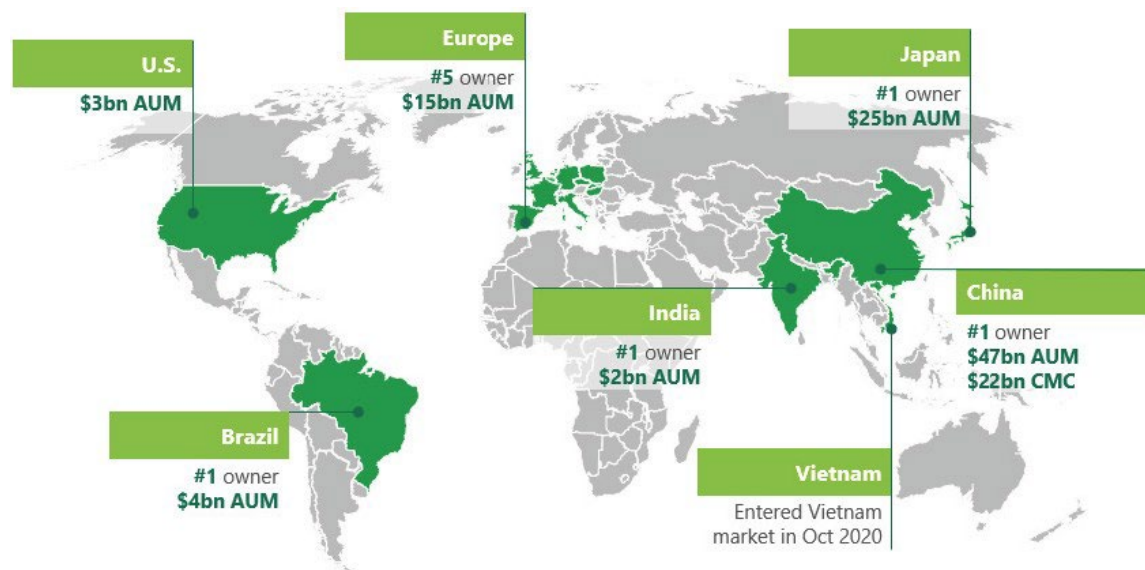 U.S.
$3bn AUM
Europe
#5 owner
$15bn AUM
Japan
#1 owner
$25bn AUM
India
#1 owner
$2bn AUM
China
#1 owner
$47bn AUM
$22bn CMC
Brazil
#1 owner
$4bn AUM
Vietnam
Entered Vietnam
market in Oct 2020